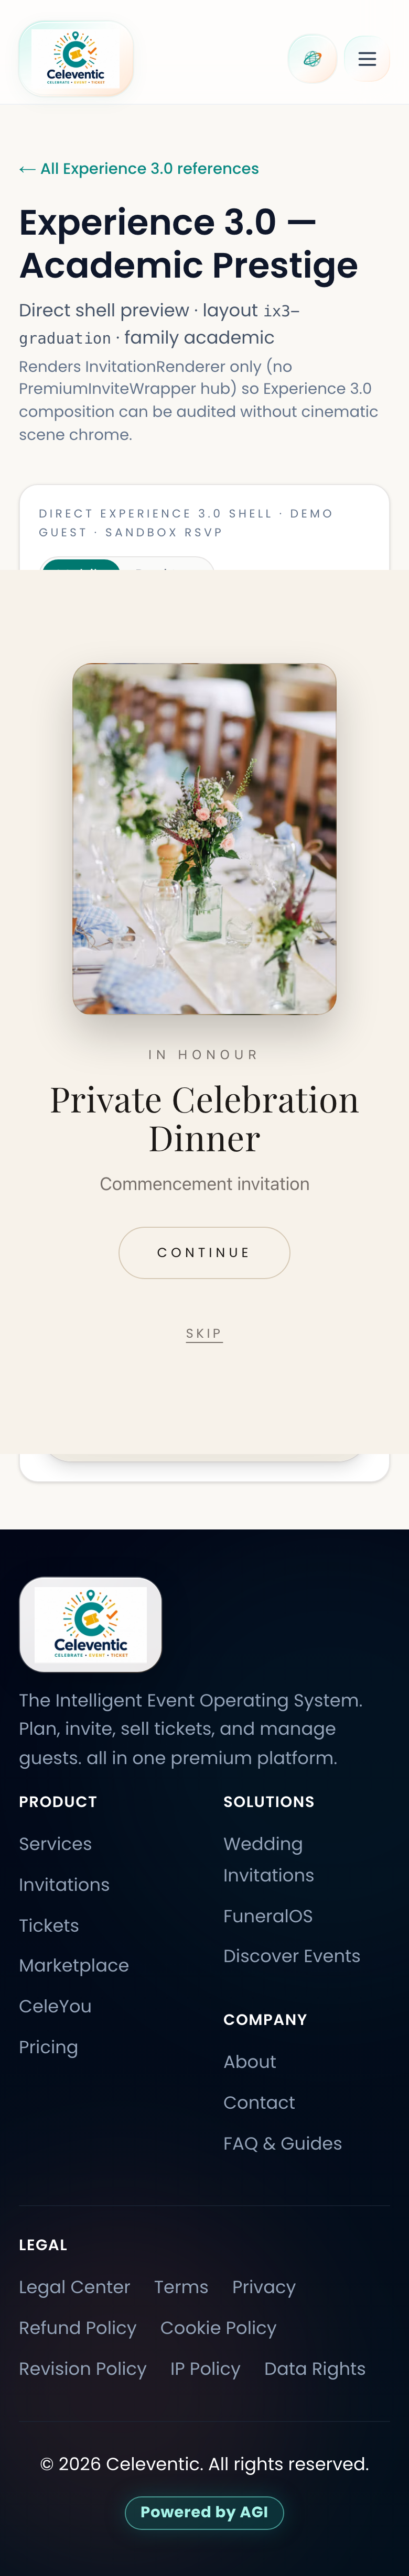 Celeventic
CELEBRATE • EVENT • TICKET
← All Experience 3.0 references
Experience 3.0 —
Academic Prestige
Direct shell preview · layout ix3-
graduation · family academic
Renders InvitationRenderer only (no
PremiumInviteWrapper hub) so Experience 3.0
composition can be audited without cinematic
scene chrome.
DIRECT EXPERIENCE 3.0 SHELL · DEMO
GUEST · SANDBOX RSVP
IN HONOUR
Private Celebration
Dinner
Commencement invitation
CONTINUE
SKIP
Celeventic
CELEBRATE • EVENT • TICKET
The Intelligent Event Operating System.
Plan, invite, sell tickets, and manage
guests. all in one premium platform.
PRODUCT
Services
Invitations
Tickets
Marketplace
CeleYou
Pricing
SOLUTIONS
Wedding
Invitations
FuneralOS
Discover Events
COMPANY
About
Contact
FAQ & Guides
LEGAL
Legal Center Terms Privacy
Refund Policy Cookie Policy
Revision Policy IP Policy Data Rights
© 2026 Celeventic. All rights reserved.
Powered by AGI